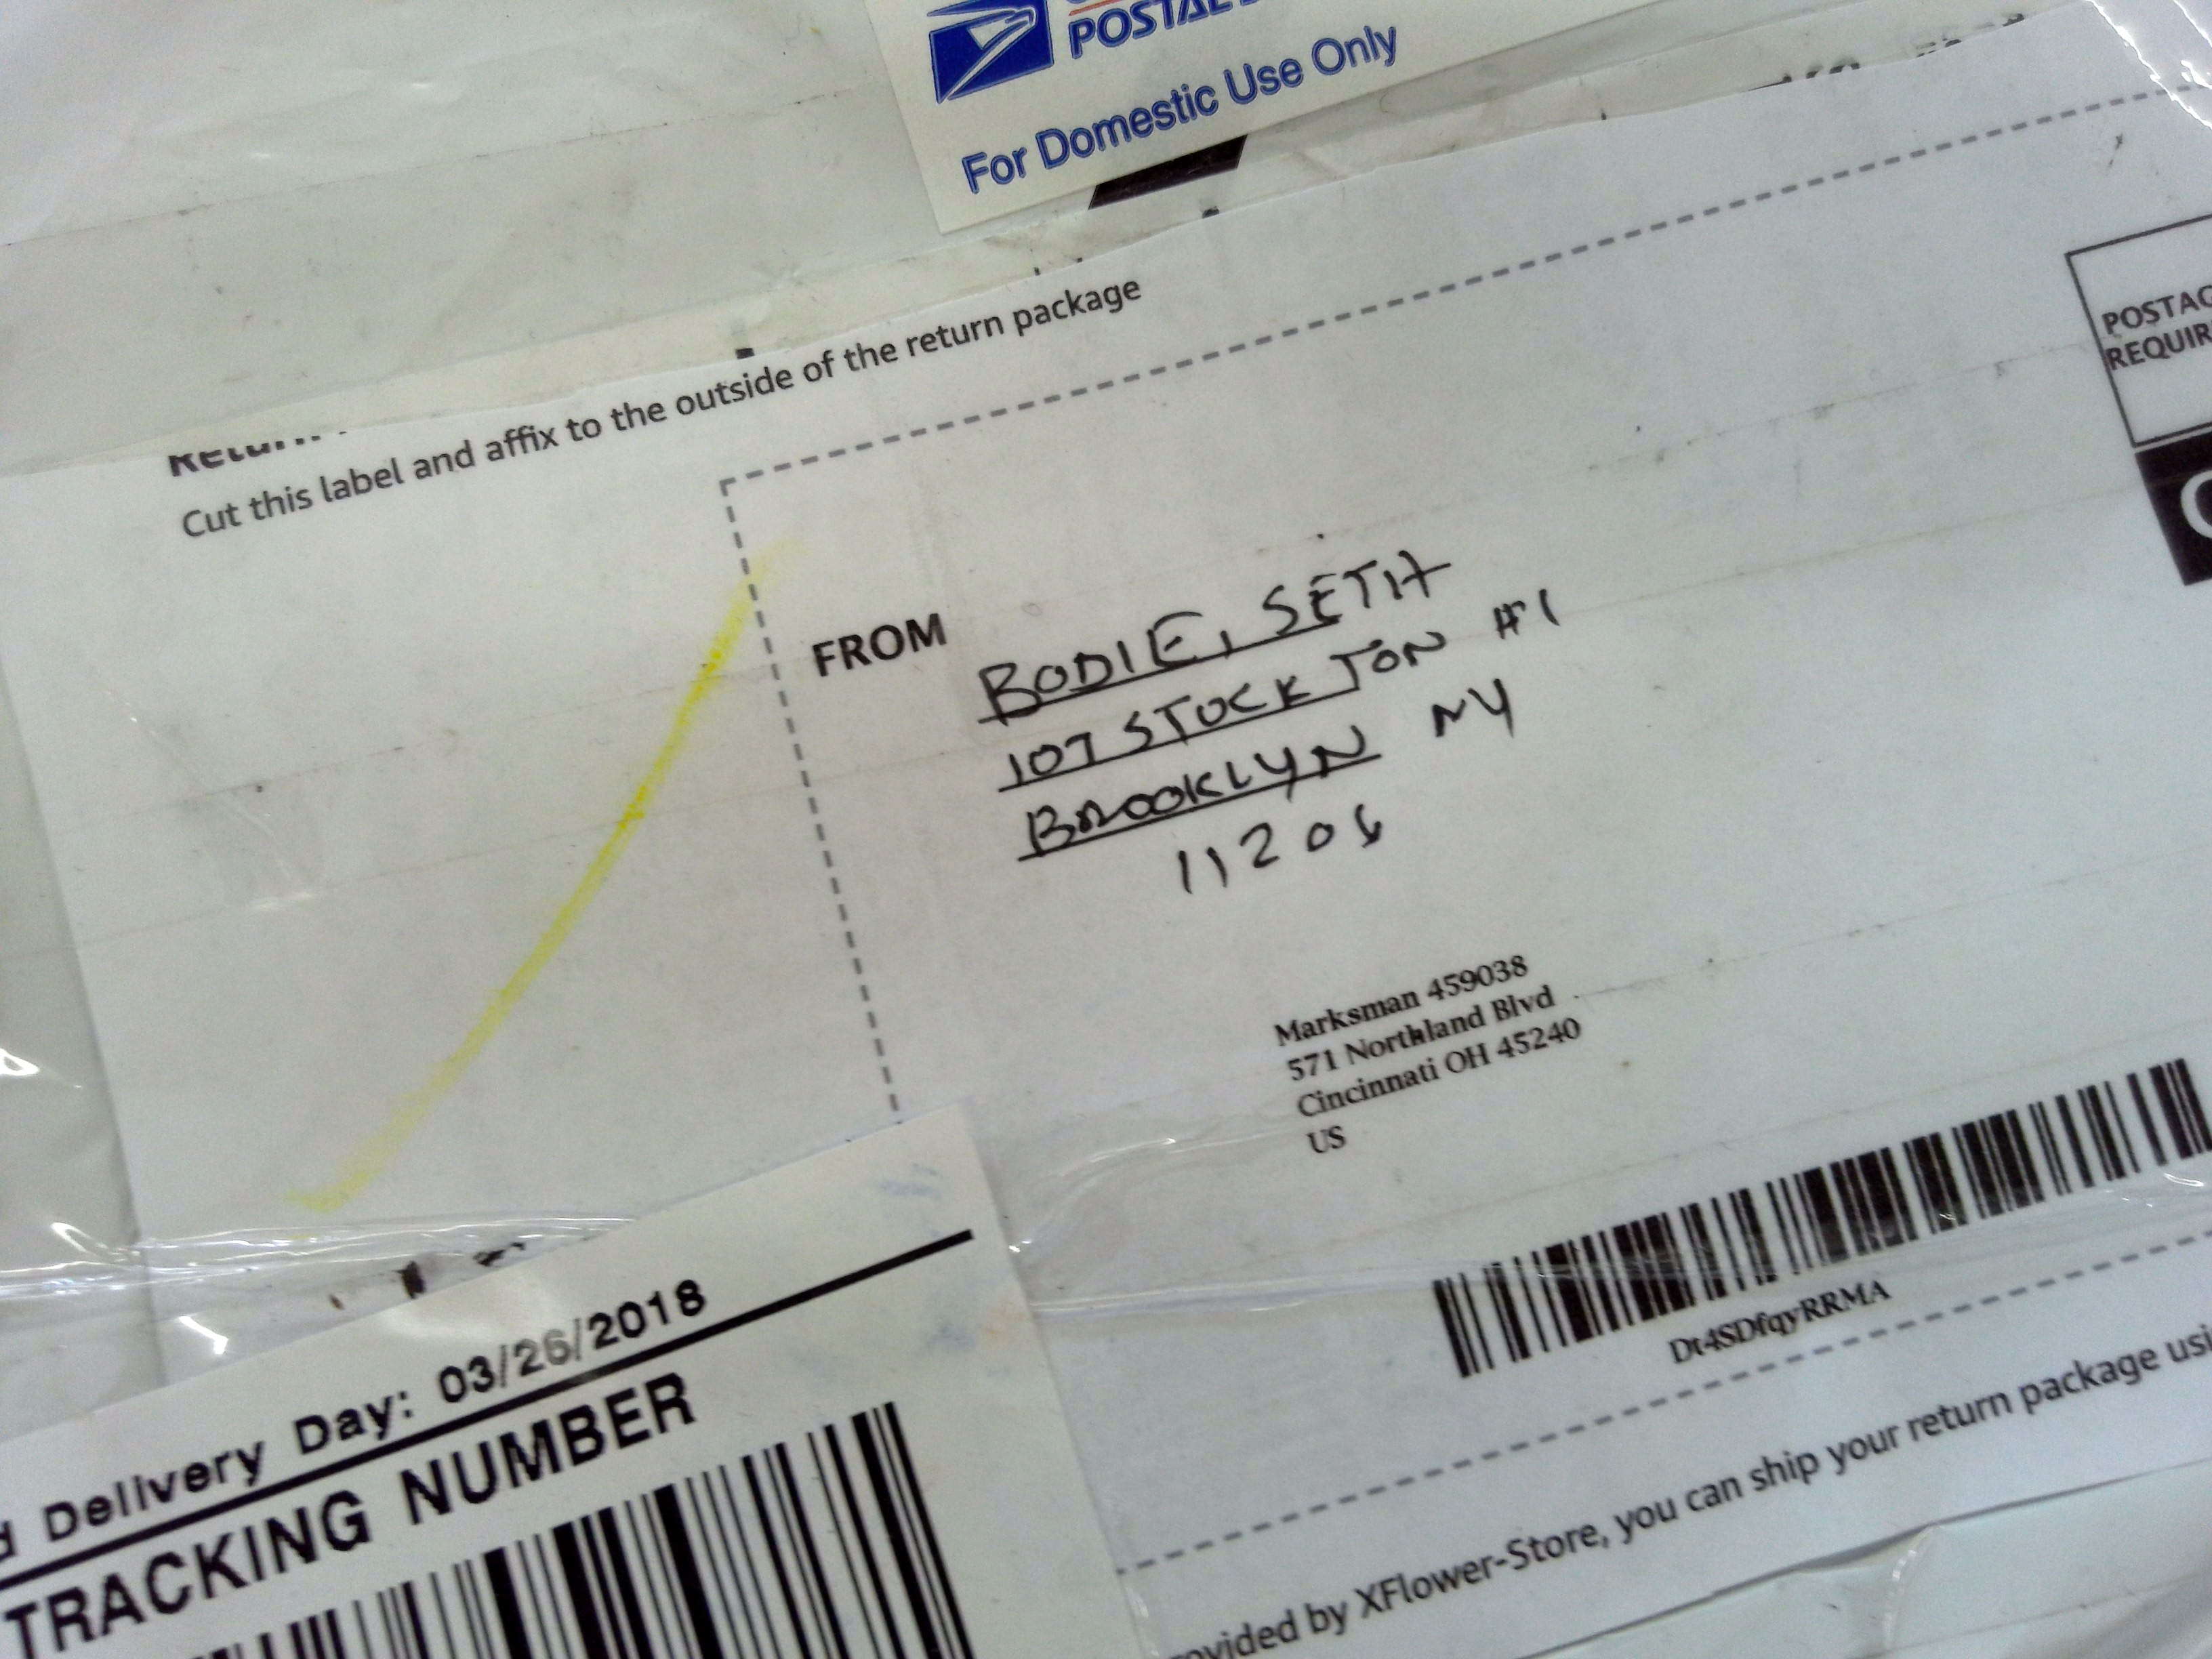 POSTAL
For Domestic Use Only
Return
Cut this label and affix to the outside of the return package
POSTAG
REQUIR
FROM
BODIE, SETH
107 STOCKTON #1
BROOKLYN NY
11206
Marksman 459038
571 Northland Blvd
Cincinnati OH 45240
US
Dt4SDfqyRRMA
d Delivery Day: 03/26/2018
TRACKING NUMBER
rovided by XFlower-Store, you can ship your return package usi